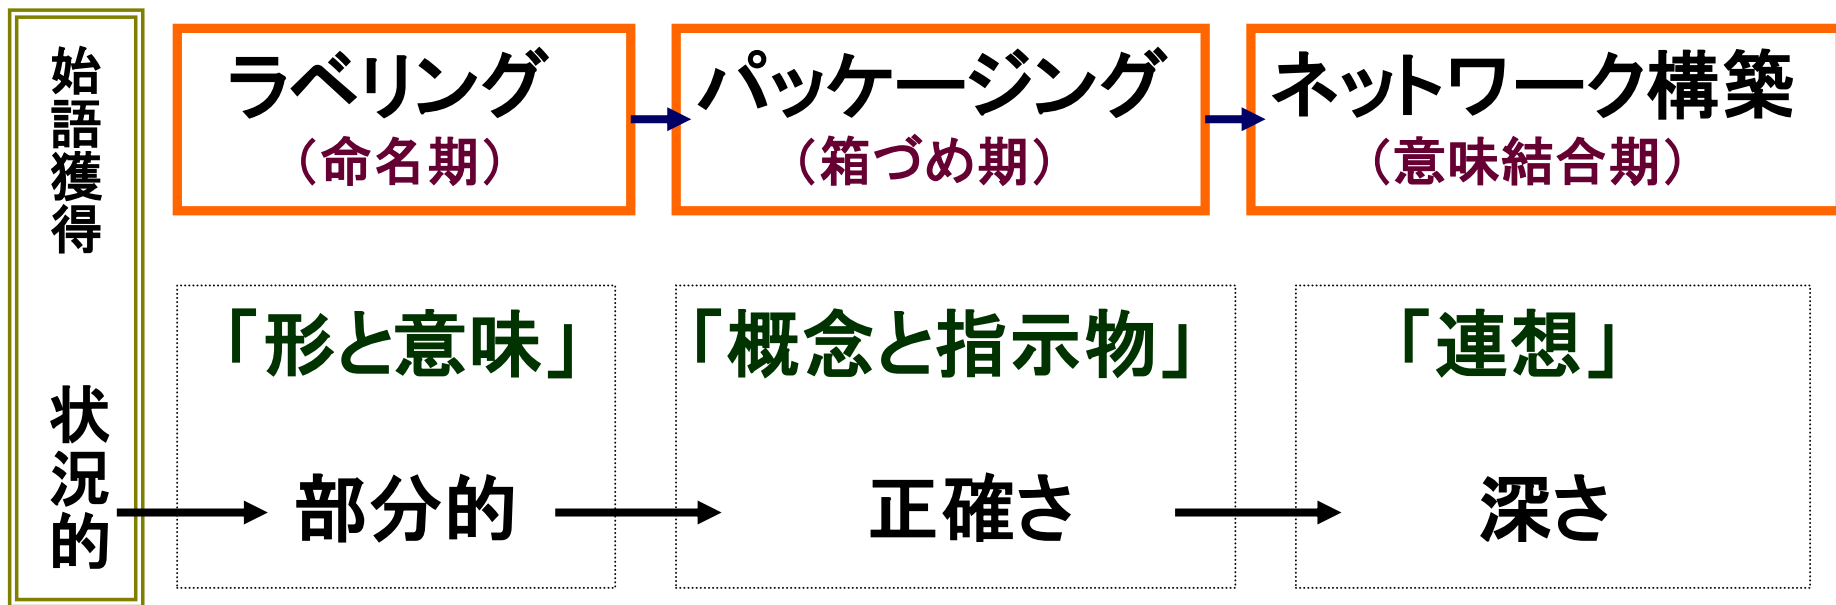 始語獲得
状況的
ラベリング
（命名期）
パッケージング
（箱づめ期）
ネットワーク構築
（意味結合期）
「形と意味」
「概念と指示物」
「連想」
部分的
正確さ
深さ